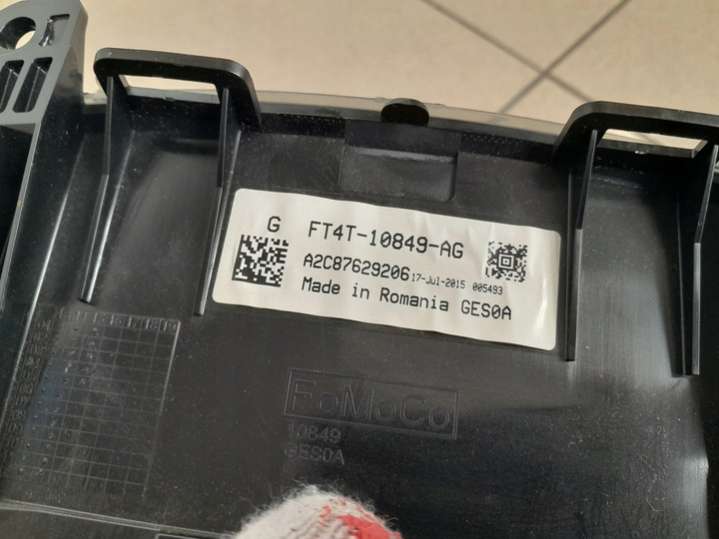 G FT4T-10849-AG
A2C87629206 17-Jul-2015 005493
Made in Romania GES0A
FoMoCo
10849
GES0A